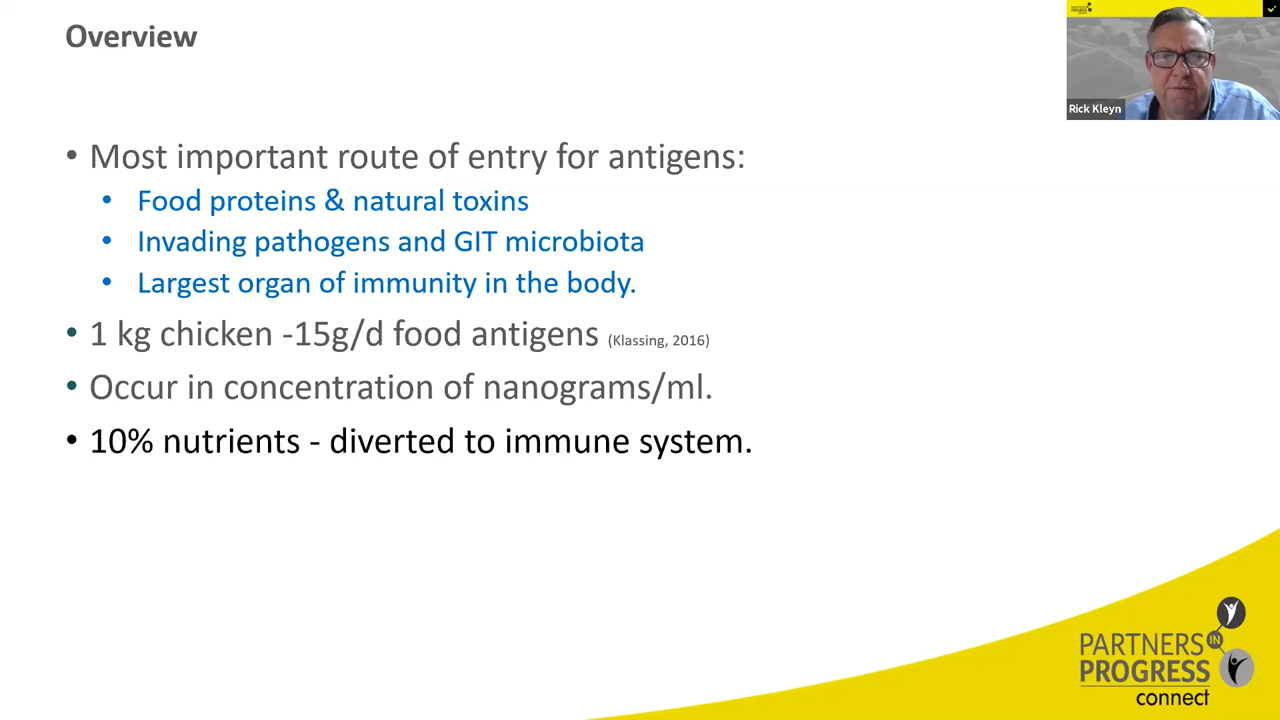 Overview
Rick Kleyn
• Most important route of entry for antigens:
• Food proteins & natural toxins
• Invading pathogens and GIT microbiota
• Largest organ of immunity in the body.
• 1 kg chicken -15g/d food antigens (Klassing, 2016)
• Occur in concentration of nanograms/ml.
• 10% nutrients - diverted to immune system.
PARTNERS IN
PROGRESS
connect